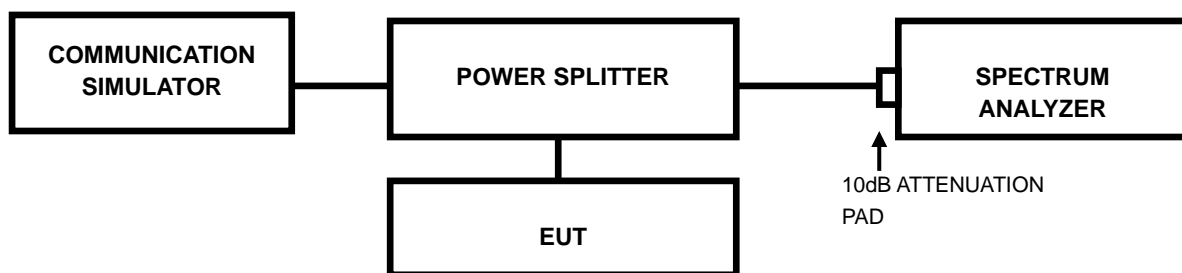 COMMUNICATION
SIMULATOR
POWER SPLITTER
SPECTRUM
ANALYZER
10dB ATTENUATION
PAD
EUT